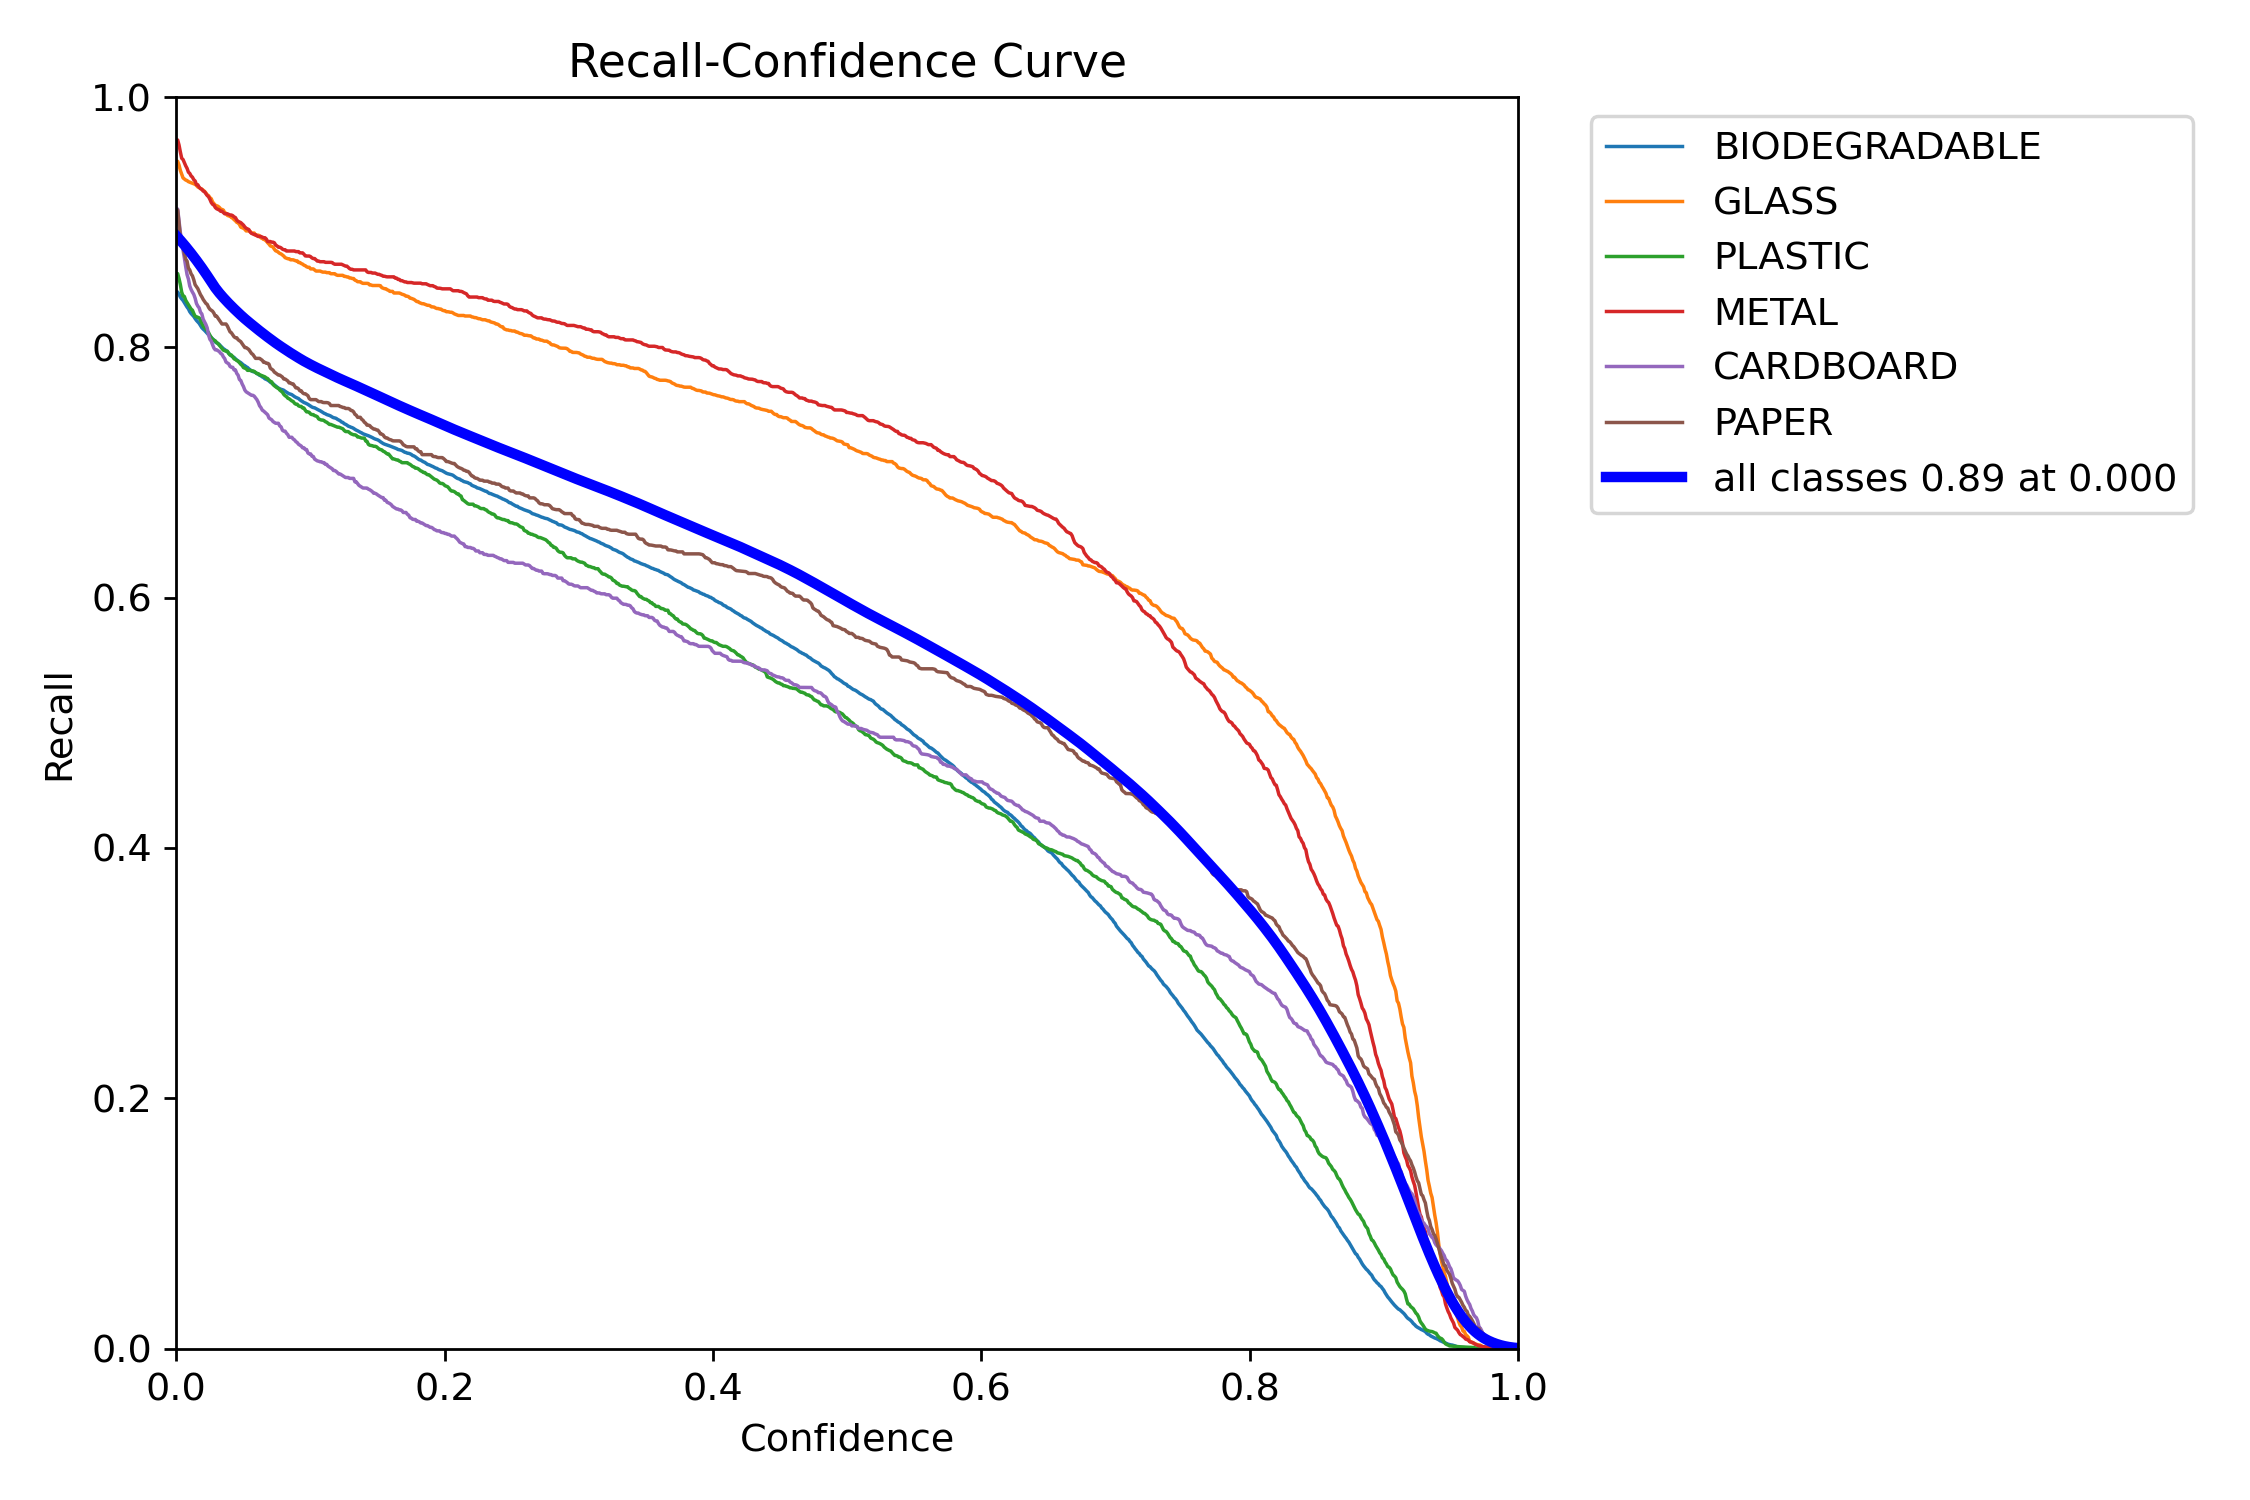 Recall-Confidence Curve
1.0
0.8
0.6
0.4
0.2
0.0
Recall
0.0 0.2 0.4 0.6 0.8 1.0
Confidence
BIODEGRADABLE
GLASS
PLASTIC
METAL
CARDBOARD
PAPER
all classes 0.89 at 0.000